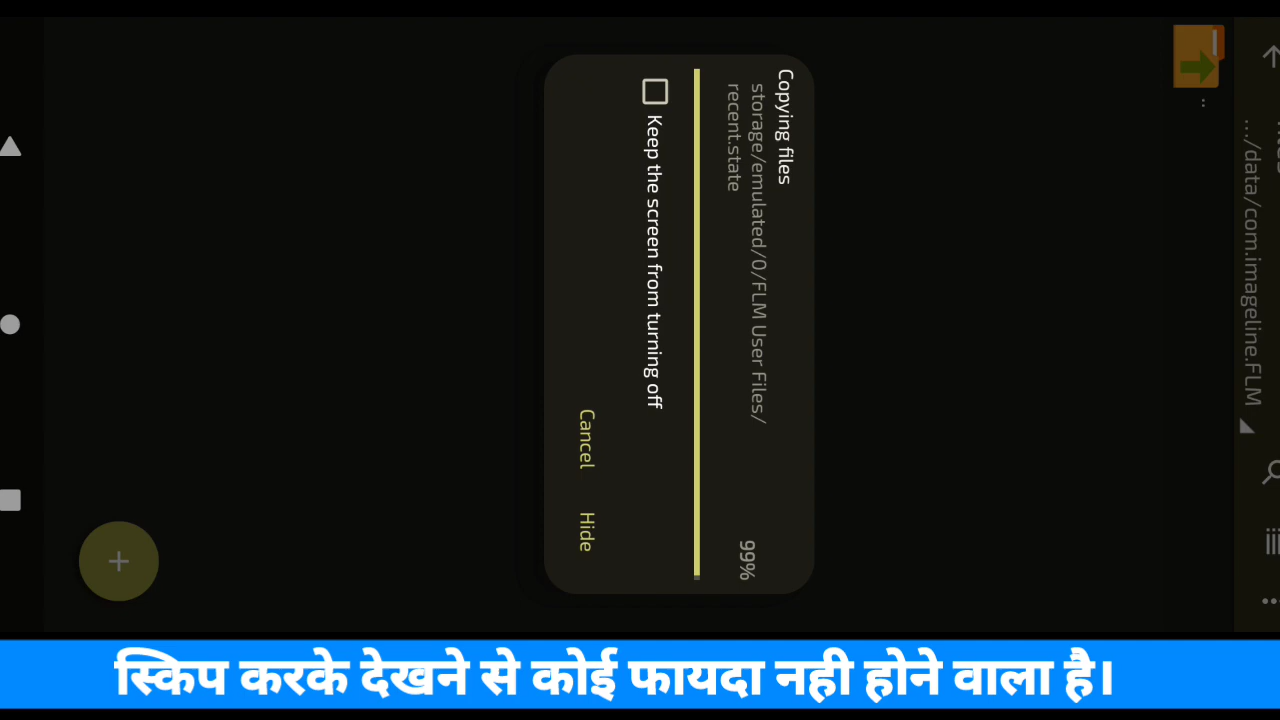 .../data/com.imageline.FLM
..
Copying files
storage/emulated/0/FLM User Files/
recent.state
99%
Keep the screen from turning off
Cancel Hide
स्किप करके देखने से कोई फायदा नही होने वाला है।